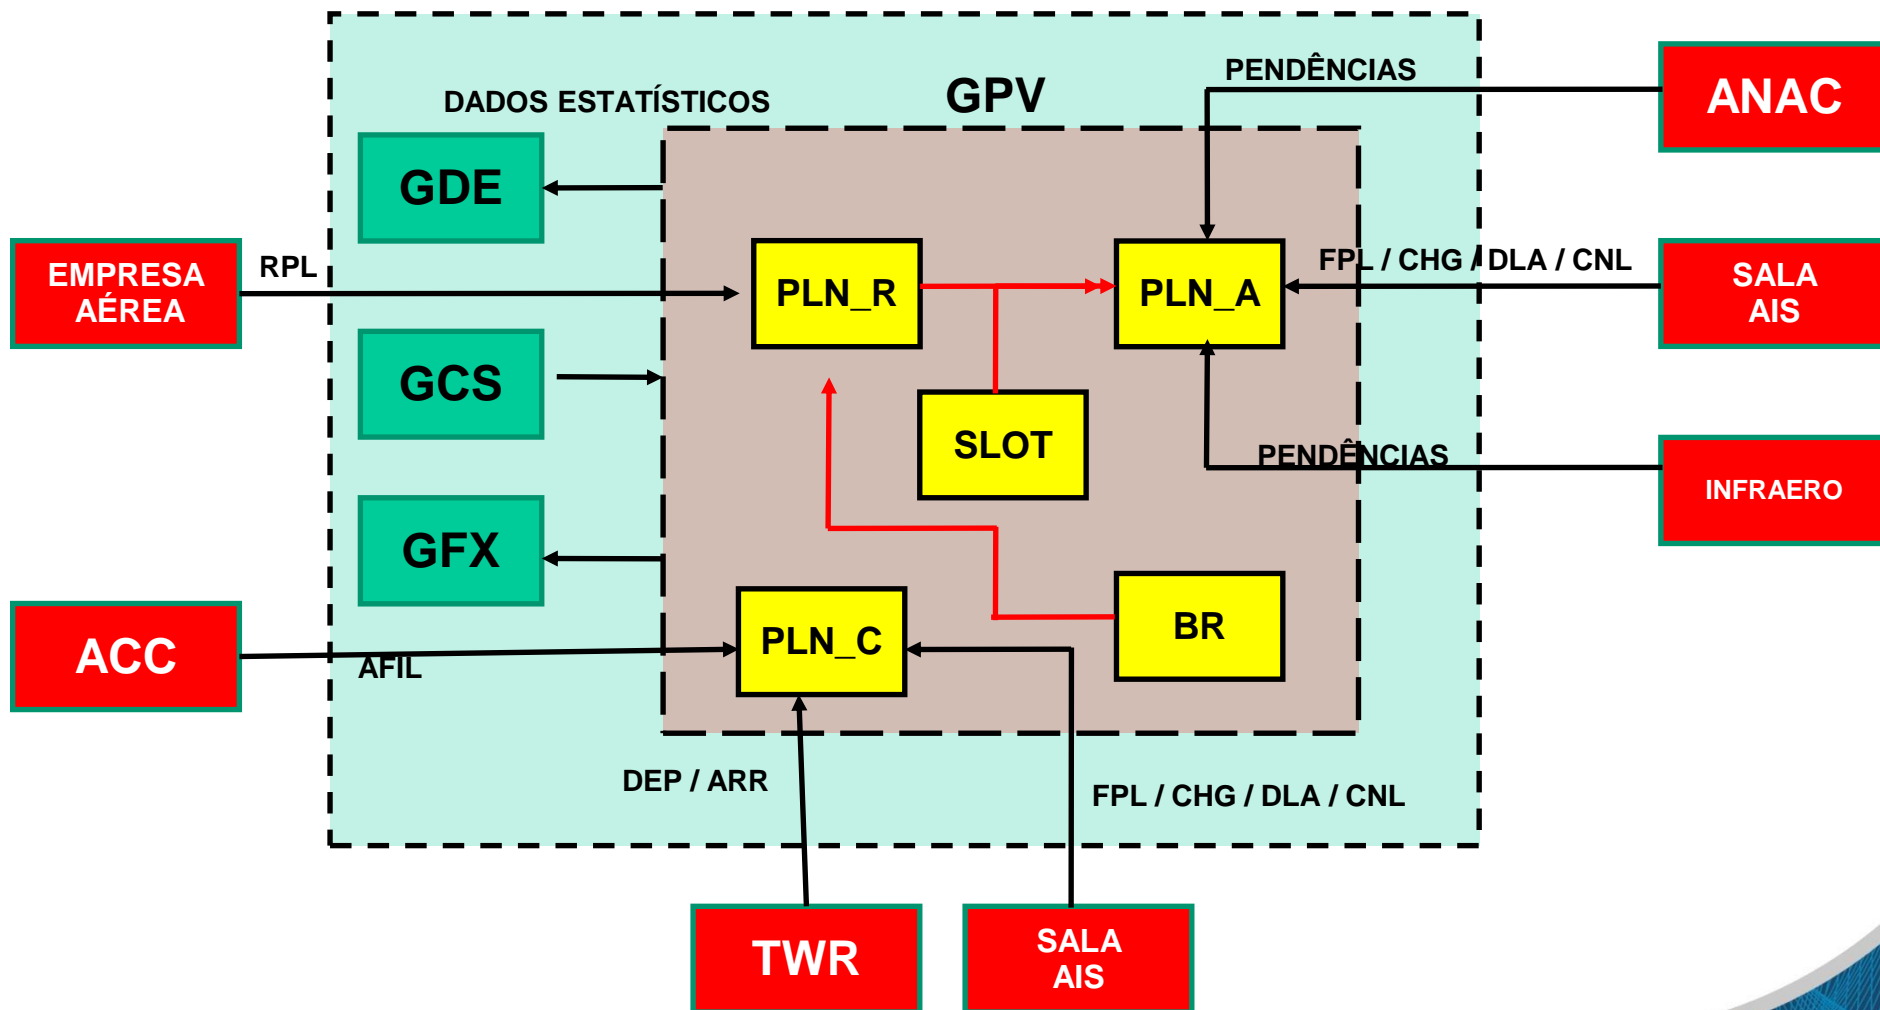 PENDÊNCIAS
GPV
ANAC
DADOS ESTATÍSTICOS
GDE
EMPRESA
AÉREA
RPL
PLN_R
PLN_A
FPL / CHG / DLA / CNL
SALA
AIS
GCS
SLOT
PENDÊNCIAS
INFRAERO
GFX
BR
ACC
AFIL
PLN_C
DEP / ARR
FPL / CHG / DLA / CNL
TWR
SALA
AIS